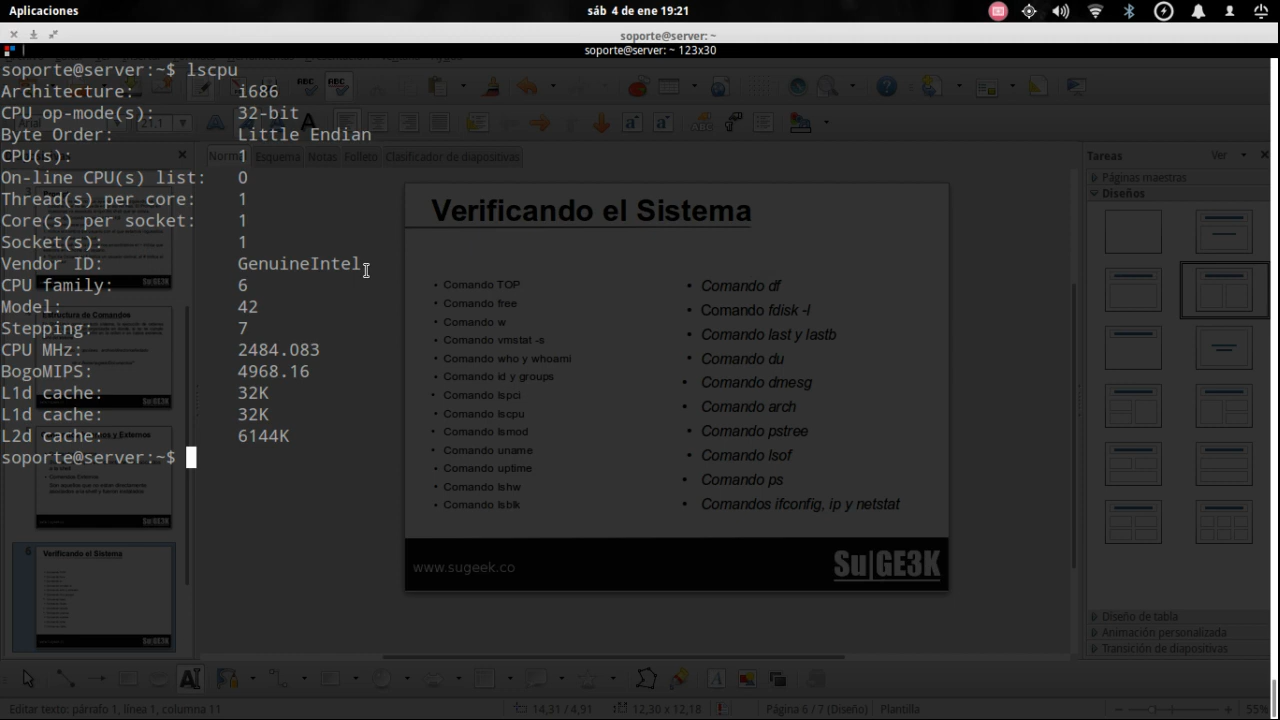 Aplicaciones
sáb 4 de ene 19:21
soporte@server: ~
soporte@server: ~ 123x30
soporte@server:~$ lscpu
Architecture: i686
CPU op-mode(s): 32-bit
Byte Order: Little Endian
CPU(s): 1
On-line CPU(s) list: 0
Thread(s) per core: 1
Core(s) per socket: 1
Socket(s): 1
Vendor ID: GenuineIntel
CPU family: 6
Model: 42
Stepping: 7
CPU MHz: 2484.083
BogoMIPS: 4968.16
L1d cache: 32K
L1d cache: 32K
L2d cache: 6144K
soporte@server:~$
21.1
Esquema Notas Folleto Clasificador de diapositivas
Estructura de Comandos
6
Verificando el Sistema
Verificando el Sistema
Comando TOP
Comando free
Comando w
Comando vmstat -s
Comando who y whoami
Comando id y groups
Comando lspci
Comando lscpu
Comando lsmod
Comando uname
Comando uptime
Comando lshw
Comando lsblk
Comando df
Comando fdisk -l
Comando last y lastb
Comando du
Comando dmesg
Comando arch
Comando pstree
Comando lsof
Comando ps
Comandos ifconfig, ip y netstat
www.sugeek.co
Su|GE3K
Tareas Ver
Páginas maestras
Diseños
Diseño de tabla
Animación personalizada
Transición de diapositivas
Editar texto: párrafo 1, línea 1, columna 11
14,31 / 4,91
12,30 x 12,18
Página 6 / 7 (Diseño)
Plantilla
55%